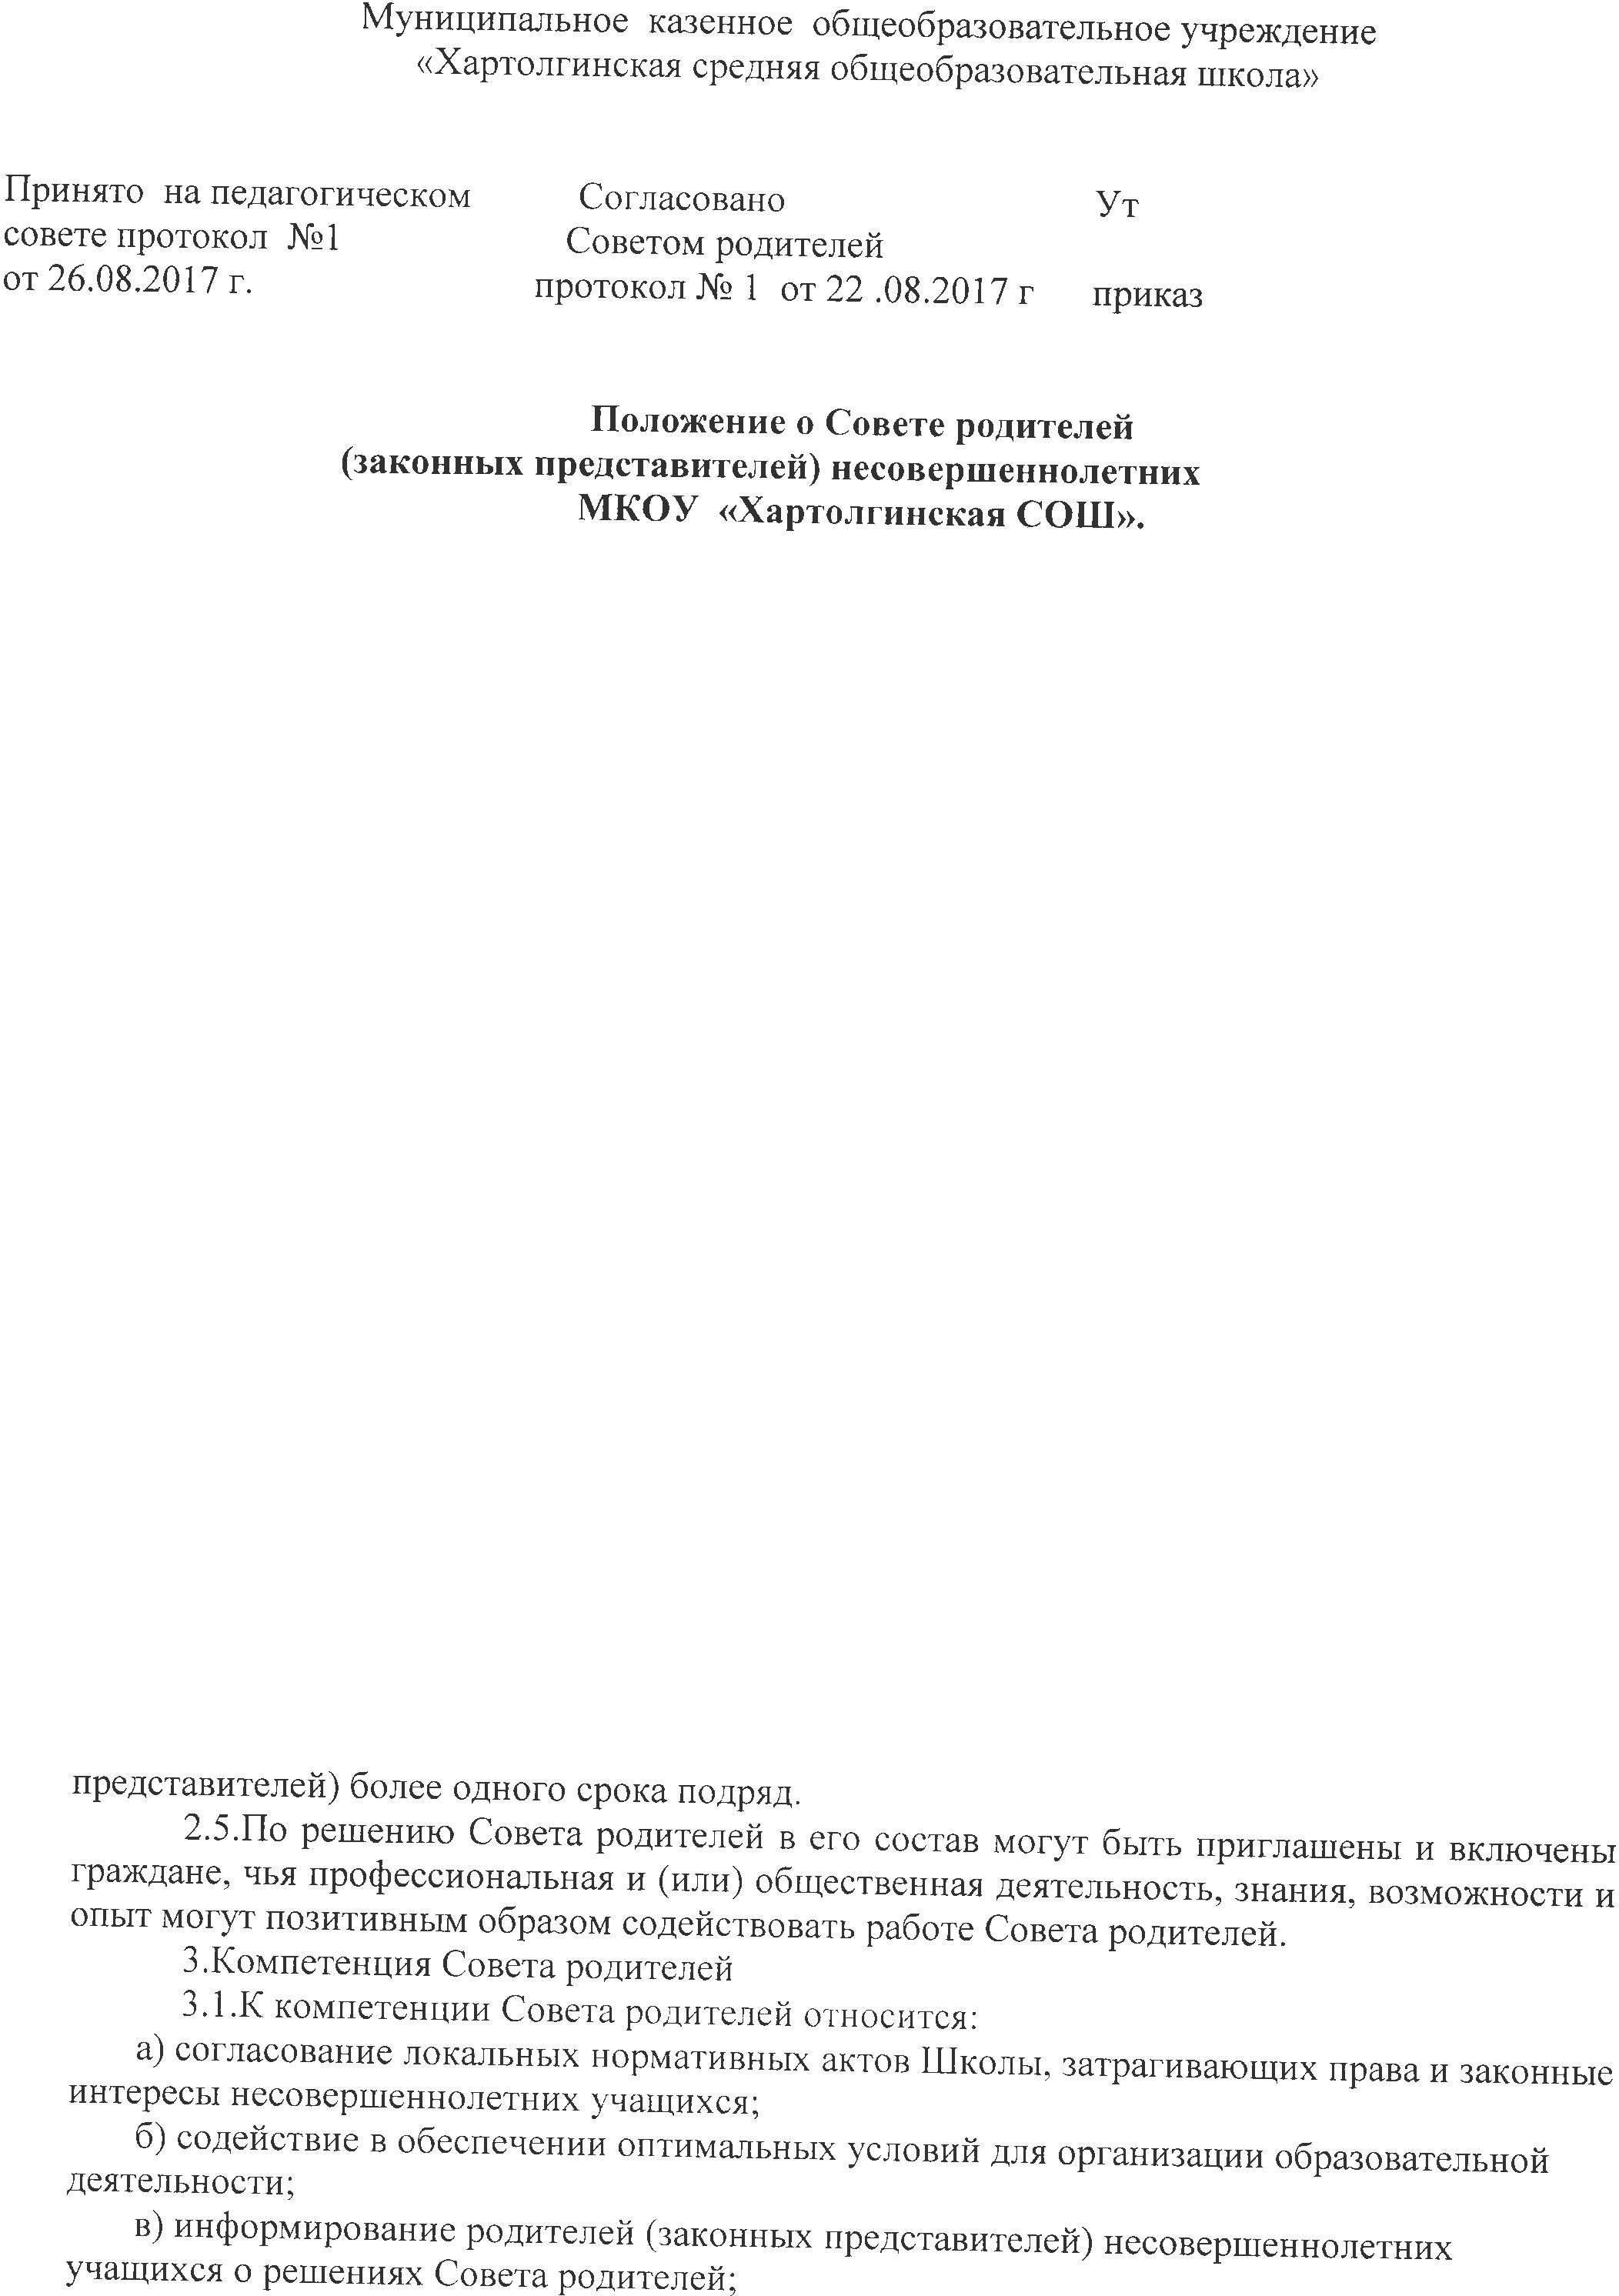 Муниципальное казенное общеобразовательное учреждение
«Хартолгинская средняя общеобразовательная школа»
Принято на педагогическом Согласовано Ут
совете протокол №1 Советом родителей
от 26.08.2017 г. протокол № 1 от 22 .08.2017 г приказ
Положение о Совете родителей
(законных представителей) несовершеннолетних
МКОУ «Хартолгинская СОШ».
представителей) более одного срока подряд.
2.5.По решению Совета родителей в его состав могут быть приглашены и включены
граждане, чья профессиональная и (или) общественная деятельность, знания, возможности и
опыт могут позитивным образом содействовать работе Совета родителей.
3.Компетенция Совета родителей
3.1.К компетенции Совета родителей относится:
а) согласование локальных нормативных актов Школы, затрагивающих права и законные
интересы несовершеннолетних учащихся;
б) содействие в обеспечении оптимальных условий для организации образовательной
деятельности;
в) информирование родителей (законных представителей) несовершеннолетних
учащихся о решениях Совета родителей;